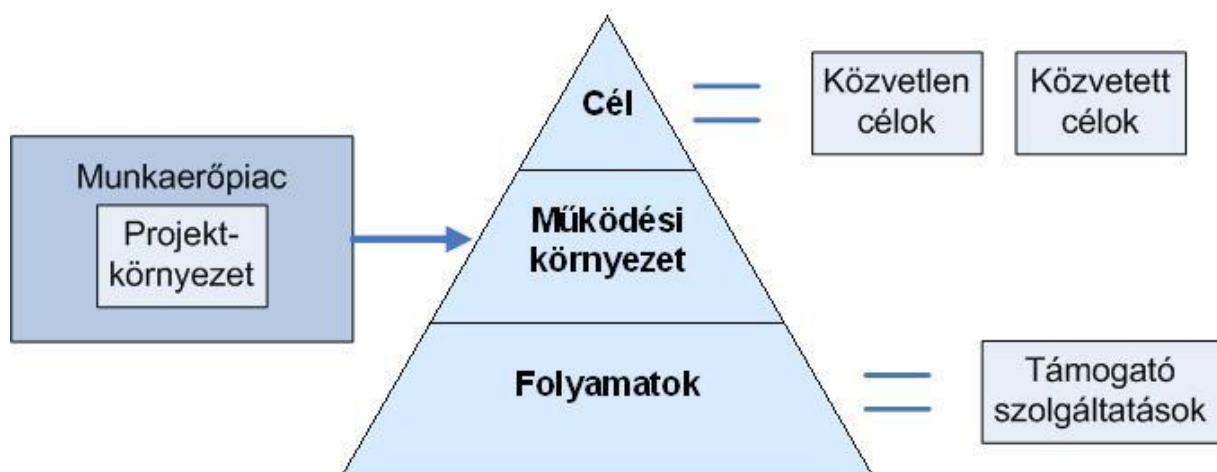 Cél
Közvetlen
célok
Közvetett
célok
Munkaerőpiac
Projekt-
környezet
Működési
környezet
Folyamatok
Támogató
szolgáltatások